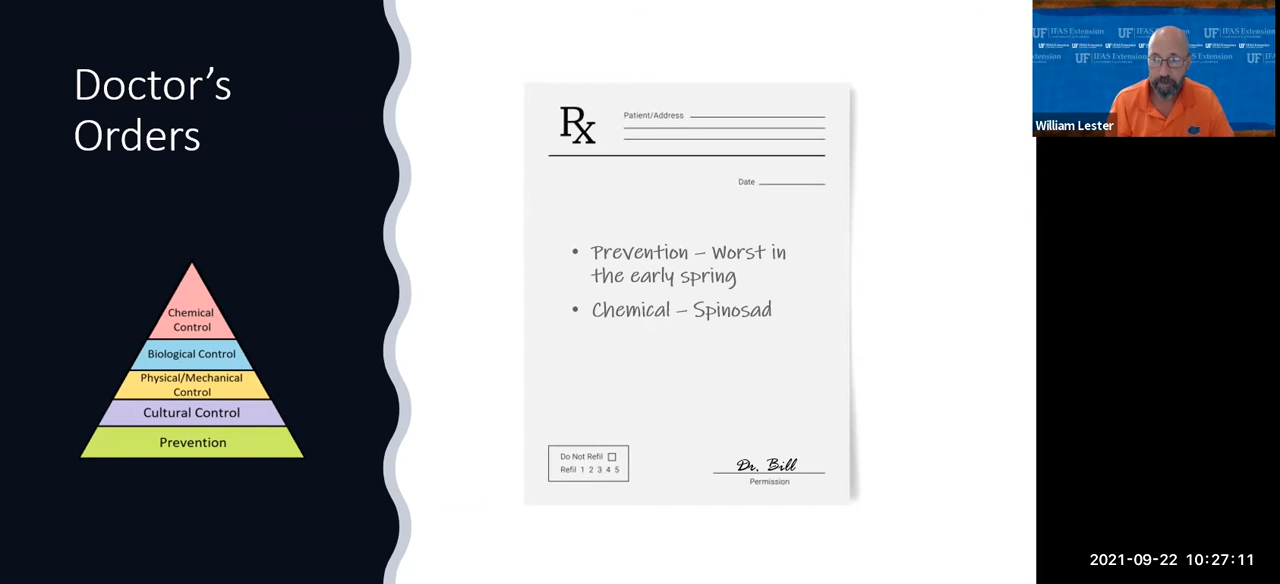 Doctor's
Orders
Chemical
Control
Biological Control
Physical/Mechanical
Control
Cultural Control
Prevention
Rx
Patient/Address
Date
• Prevention – Worst in
the early spring
• Chemical – Spinosad
Do Not Refil
Refil 1 2 3 4 5
Dr. Bill
Permission
UF IFAS Extension
William Lester
2021-09-22 10:27:11